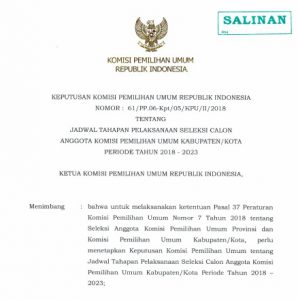 SALINAN
KOMISI PEMILIHAN UMUM
REPUBLIK INDONESIA
KEPUTUSAN KOMISI PEMILIHAN UMUM REPUBLIK INDONESIA
NOMOR : 61/PP.06-Kpt/05/KPU/II/2018
TENTANG
JADWAL TAHAPAN PELAKSANAAN SELEKSI CALON
ANGGOTA KOMISI PEMILIHAN UMUM KABUPATEN/KOTA
PERIODE TAHUN 2018 - 2023
KETUA KOMISI PEMILIHAN UMUM REPUBLIK INDONESIA,
Menimbang : bahwa untuk melaksanakan ketentuan Pasal 37 Peraturan
Komisi Pemilihan Umum Nomor 7 Tahun 2018 tentang
Seleksi Anggota Komisi Pemilihan Umum Provinsi dan
Komisi Pemilihan Umum Kabupaten/Kota, perlu
menetapkan Keputusan Komisi Pemilihan Umum tentang
Jadwal Tahapan Pelaksanaan Seleksi Calon Anggota Komisi
Pemilihan Umum Kabupaten/Kota Periode Tahun 2018 –
2023;